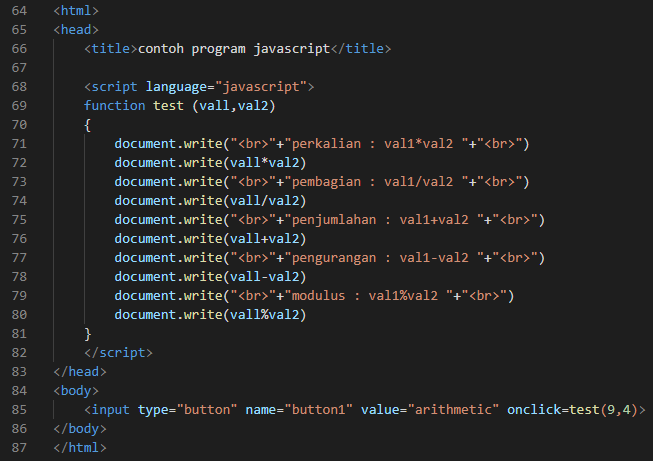 64 <html>
65 <head>
66 <title>contoh program javascript</title>
67
68 <script language="javascript">
69 function test (vall,val2)
70 {
71 document.write("<br>"+"perkalian : val1*val2 "+"<br>")
72 document.write(vall*val2)
73 document.write("<br>"+"pembagian : val1/val2 "+"<br>")
74 document.write(vall/val2)
75 document.write("<br>"+"penjumlahan : val1+val2 "+"<br>")
76 document.write(vall+val2)
77 document.write("<br>"+"pengurangan : val1-val2 "+"<br>")
78 document.write(vall-val2)
79 document.write("<br>"+"modulus : val1%val2 "+"<br>")
80 document.write(vall%val2)
81 }
82 </script>
83 </head>
84 <body>
85 <input type="button" name="button1" value="arithmetic" onclick=test(9,4)>
86 </body>
87 </html>